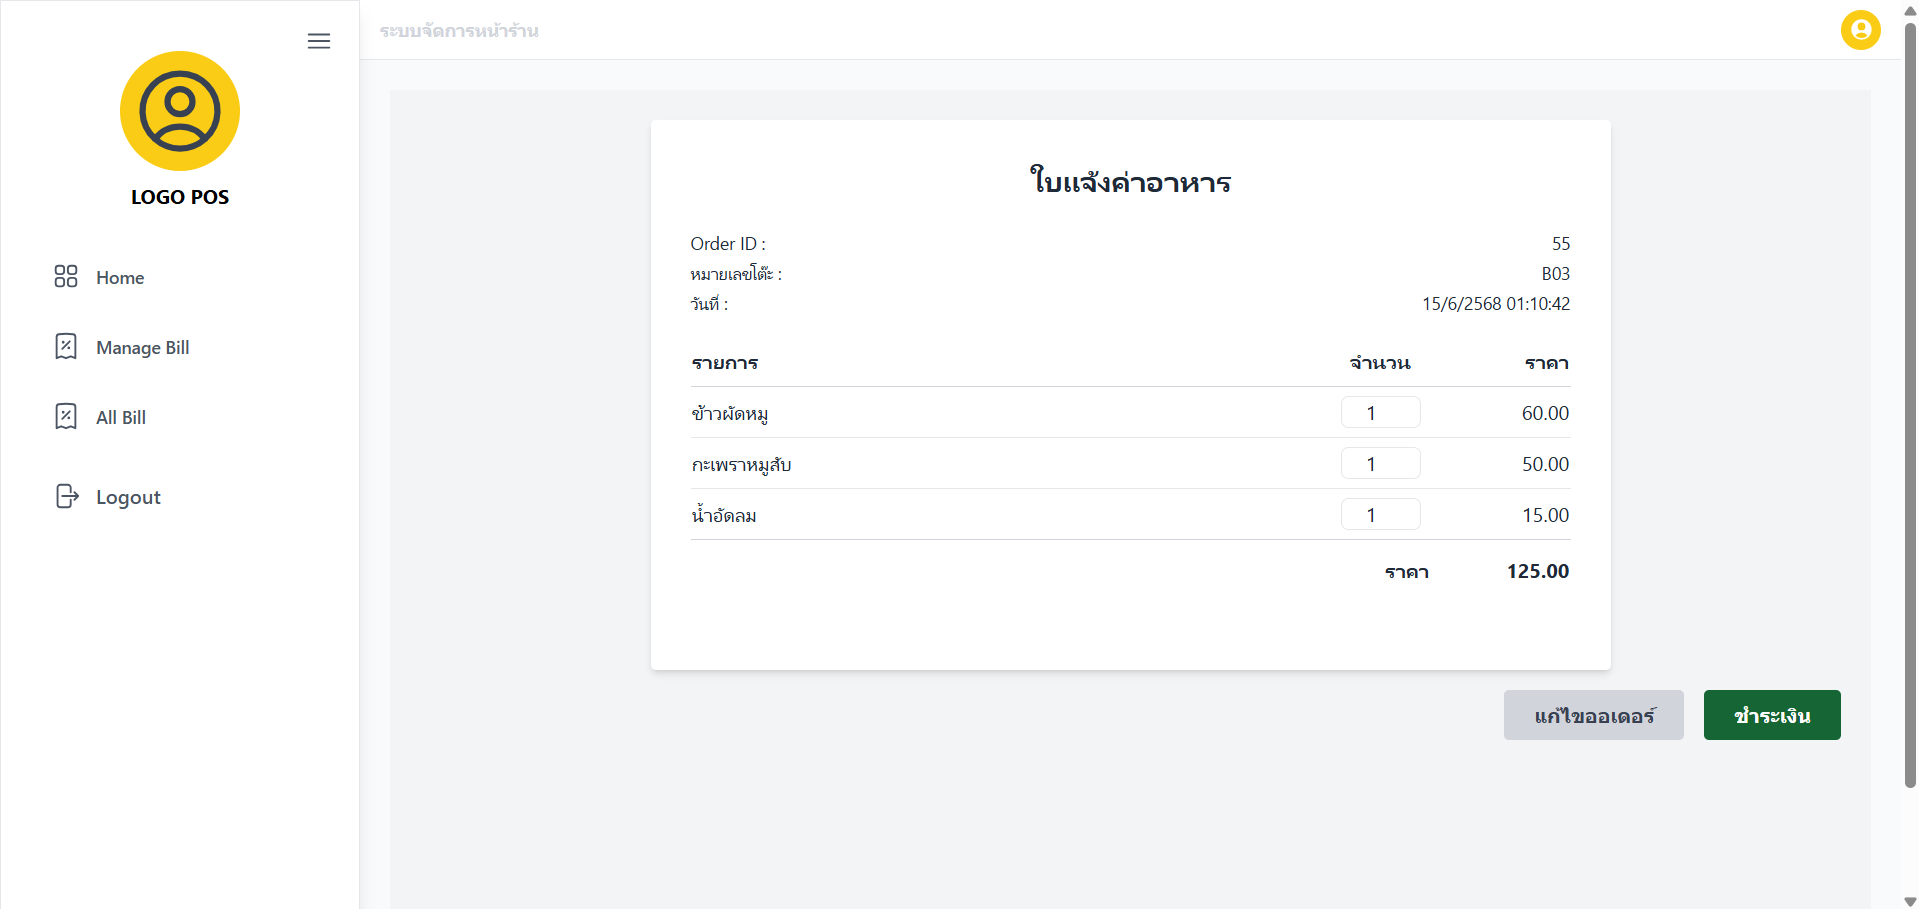 ระบบจัดการหน้าร้าน
LOGO POS
Home
Manage Bill
All Bill
Logout
ใบแจ้งค่าอาหาร
Order ID : 55
หมายเลขโต๊ะ : B03
วันที่ : 15/6/2568 01:10:42
รายการ จำนวน ราคา
ข้าวผัดหมู 1 60.00
กะเพราหมูสับ 1 50.00
น้ำอัดลม 1 15.00
ราคา 125.00
แก้ไขออเดอร์ ชำระเงิน